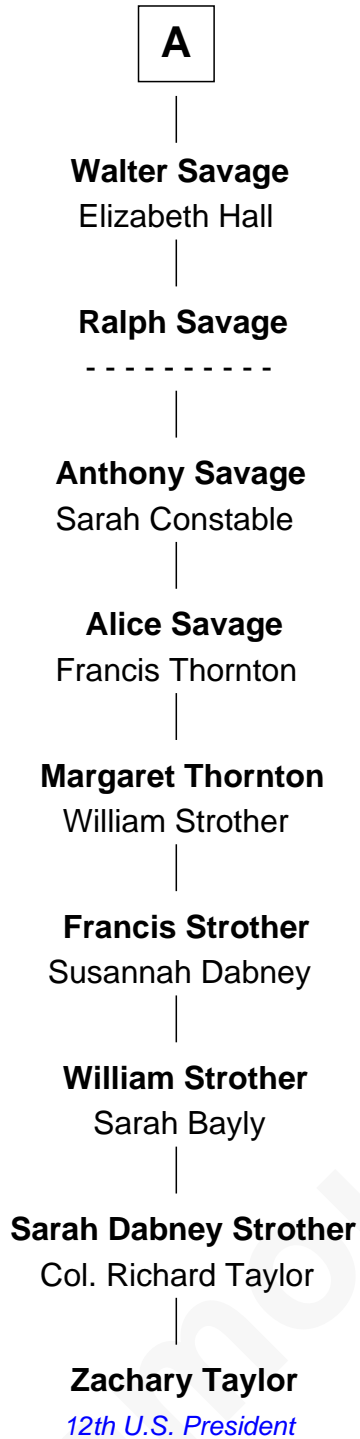 A
Walter Savage
Elizabeth Hall
Ralph Savage
- - - - - - - - - -
Anthony Savage
Sarah Constable
Alice Savage
Francis Thornton
Margaret Thornton
William Strother
Francis Strother
Susannah Dabney
William Strother
Sarah Bayly
Sarah Dabney Strother
Col. Richard Taylor
Zachary Taylor
12th U.S. President